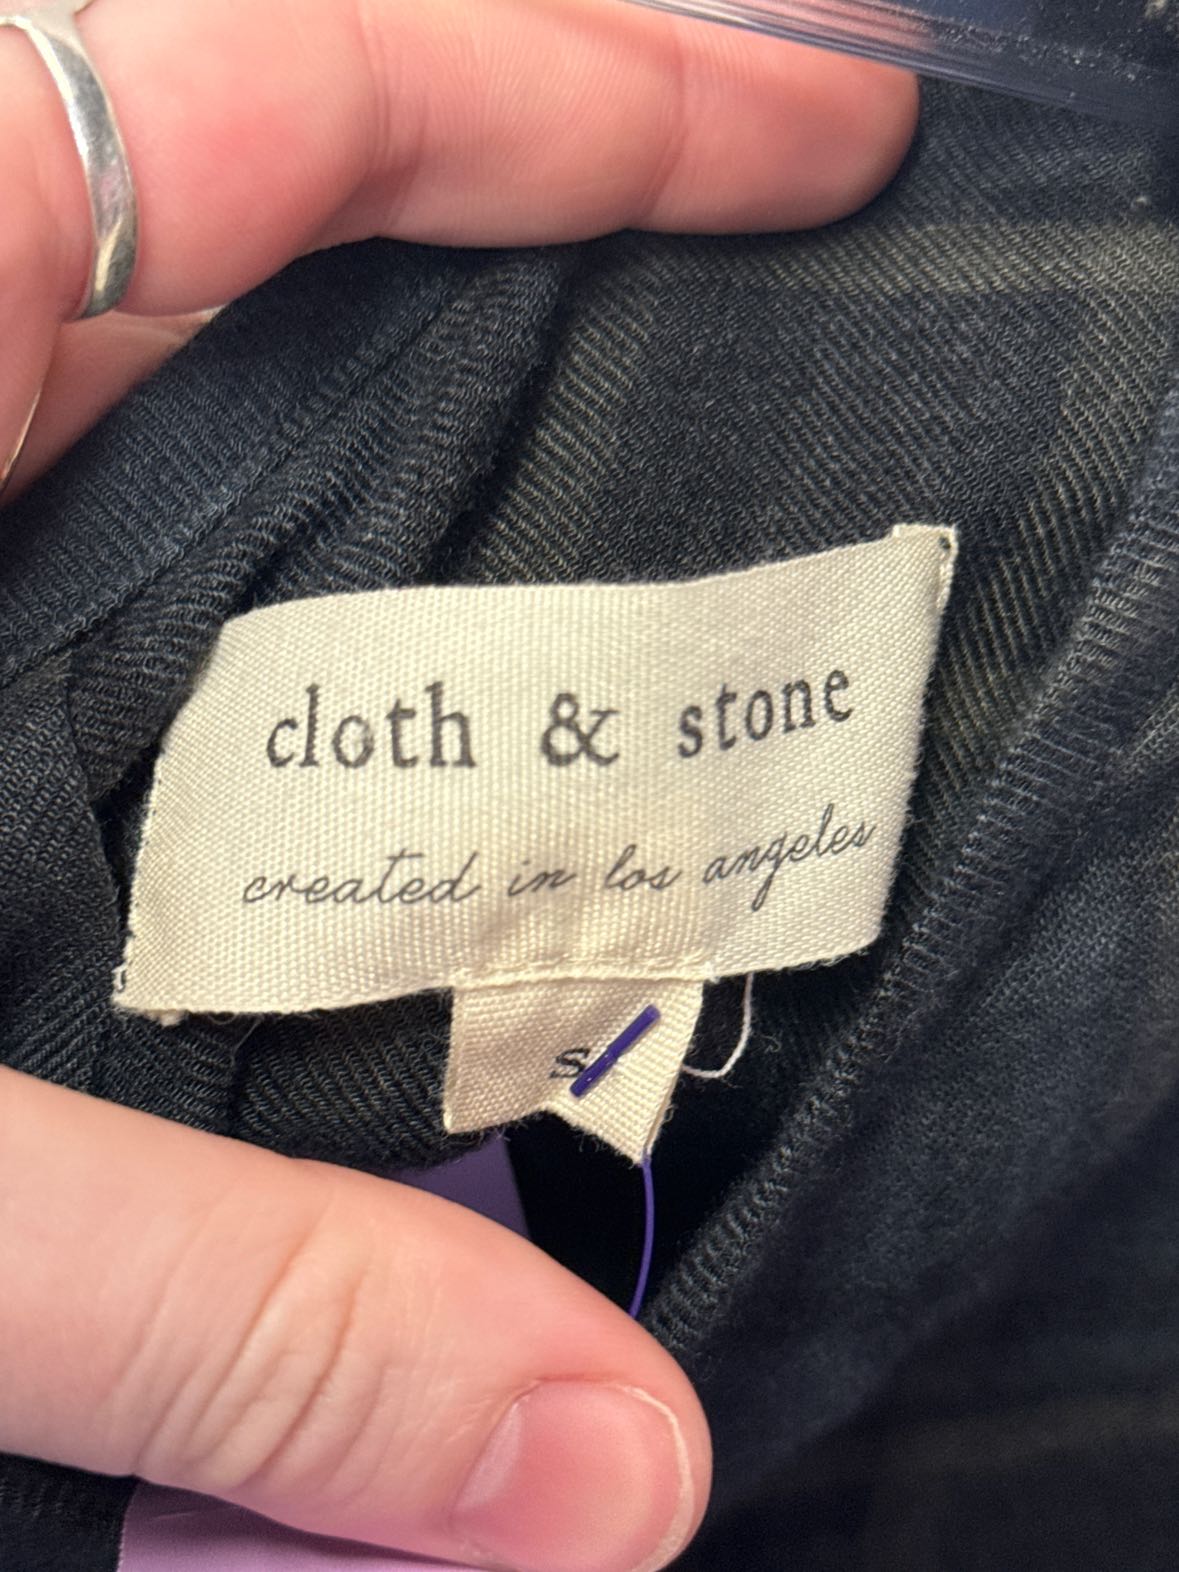 cloth & stone
created in los angeles
s